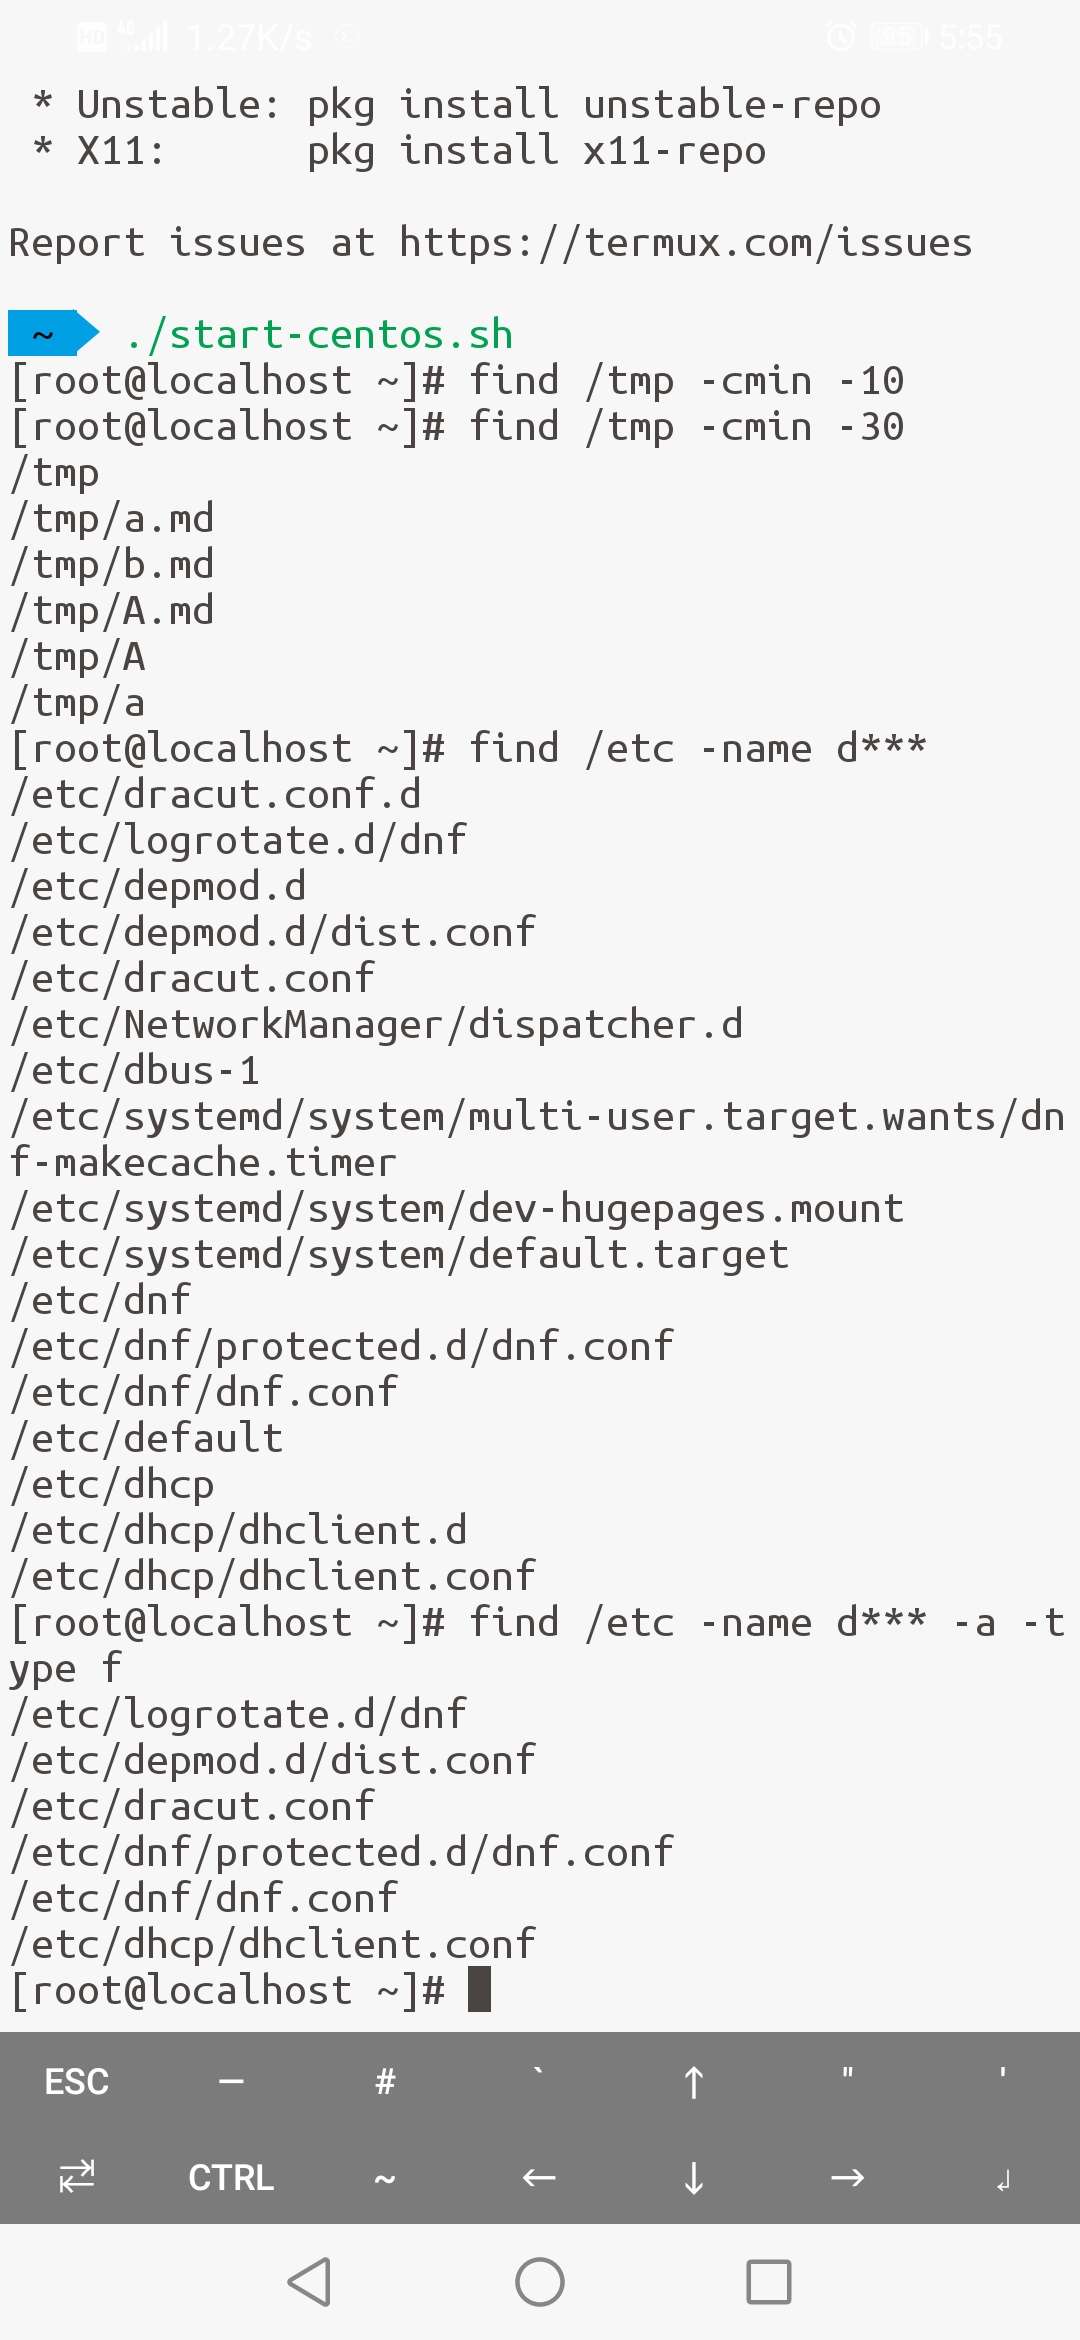 HD 4G 1.27K/s 95 5:55
* Unstable: pkg install unstable-repo
* X11:      pkg install x11-repo
Report issues at https://termux.com/issues
~ ./start-centos.sh
[root@localhost ~]# find /tmp -cmin -10
[root@localhost ~]# find /tmp -cmin -30
/tmp
/tmp/a.md
/tmp/b.md
/tmp/A.md
/tmp/A
/tmp/a
[root@localhost ~]# find /etc -name d***
/etc/dracut.conf.d
/etc/logrotate.d/dnf
/etc/depmod.d
/etc/depmod.d/dist.conf
/etc/dracut.conf
/etc/NetworkManager/dispatcher.d
/etc/dbus-1
/etc/systemd/system/multi-user.target.wants/dn
f-makecache.timer
/etc/systemd/system/dev-hugepages.mount
/etc/systemd/system/default.target
/etc/dnf
/etc/dnf/protected.d/dnf.conf
/etc/dnf/dnf.conf
/etc/default
/etc/dhcp
/etc/dhcp/dhclient.d
/etc/dhcp/dhclient.conf
[root@localhost ~]# find /etc -name d*** -a -t
ype f
/etc/logrotate.d/dnf
/etc/depmod.d/dist.conf
/etc/dracut.conf
/etc/dnf/protected.d/dnf.conf
/etc/dnf/dnf.conf
/etc/dhcp/dhclient.conf
[root@localhost ~]#
ESC — # ` ↑ " '
⇄ CTRL ~ ← ↓ → ↲